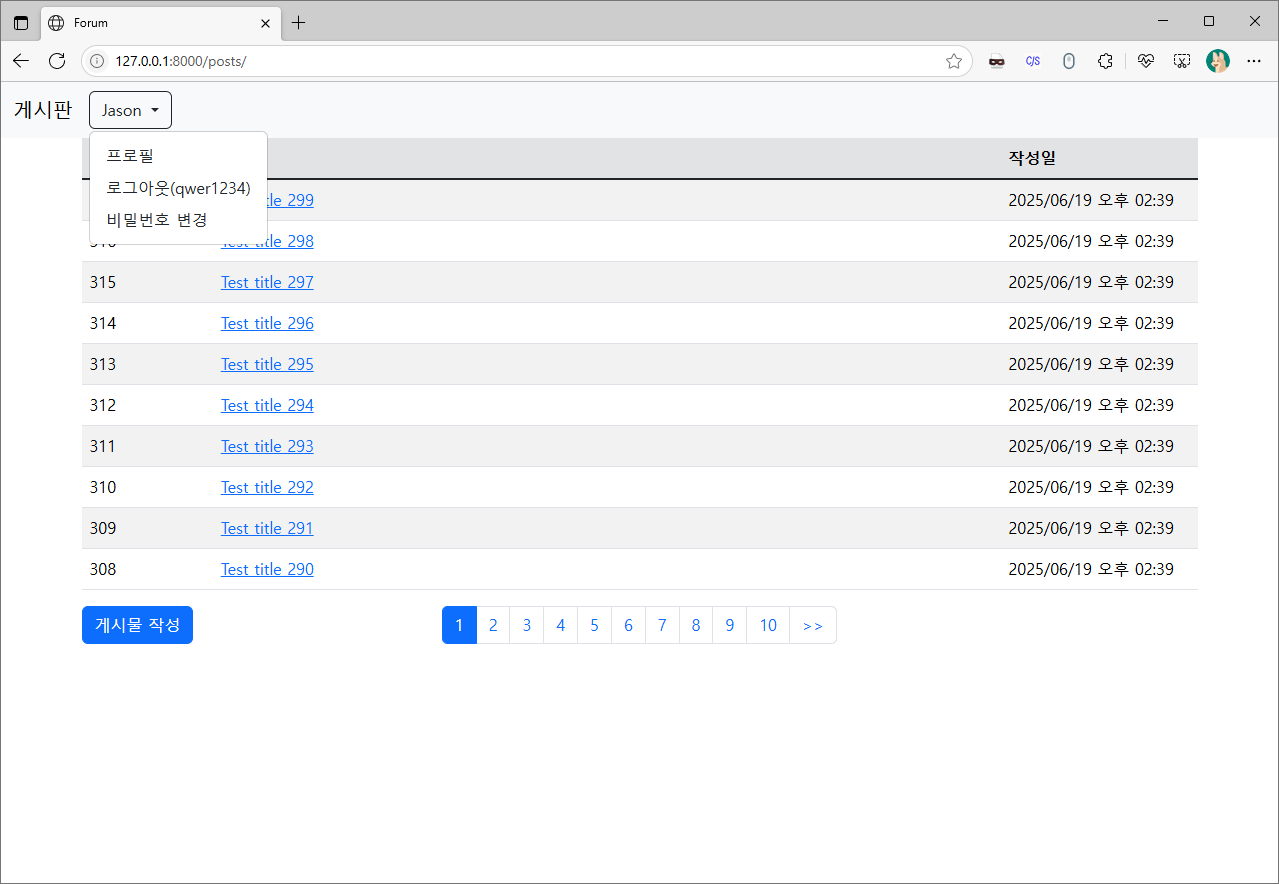 Forum
127.0.0.1:8000/posts/
C/S
게시판 Jason
프로필
로그아웃(qwer1234)
비밀번호 변경
작성일
title 299 2025/06/19 오후 02:39
316 Test title 298 2025/06/19 오후 02:39
315 Test title 297 2025/06/19 오후 02:39
314 Test title 296 2025/06/19 오후 02:39
313 Test title 295 2025/06/19 오후 02:39
312 Test title 294 2025/06/19 오후 02:39
311 Test title 293 2025/06/19 오후 02:39
310 Test title 292 2025/06/19 오후 02:39
309 Test title 291 2025/06/19 오후 02:39
308 Test title 290 2025/06/19 오후 02:39
게시물 작성 1 2 3 4 5 6 7 8 9 10 >>